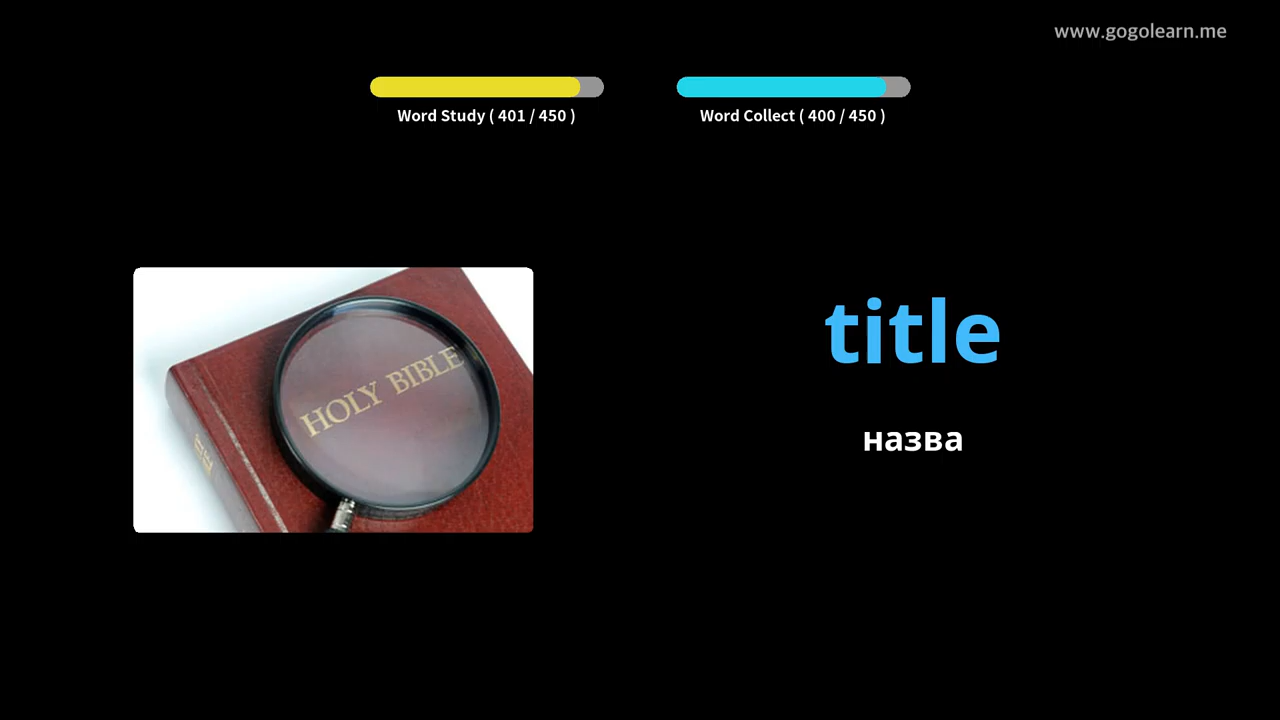 www.gogolearn.me
Word Study ( 401 / 450 )
Word Collect ( 400 / 450 )
HOLY BIBLE
title
назва